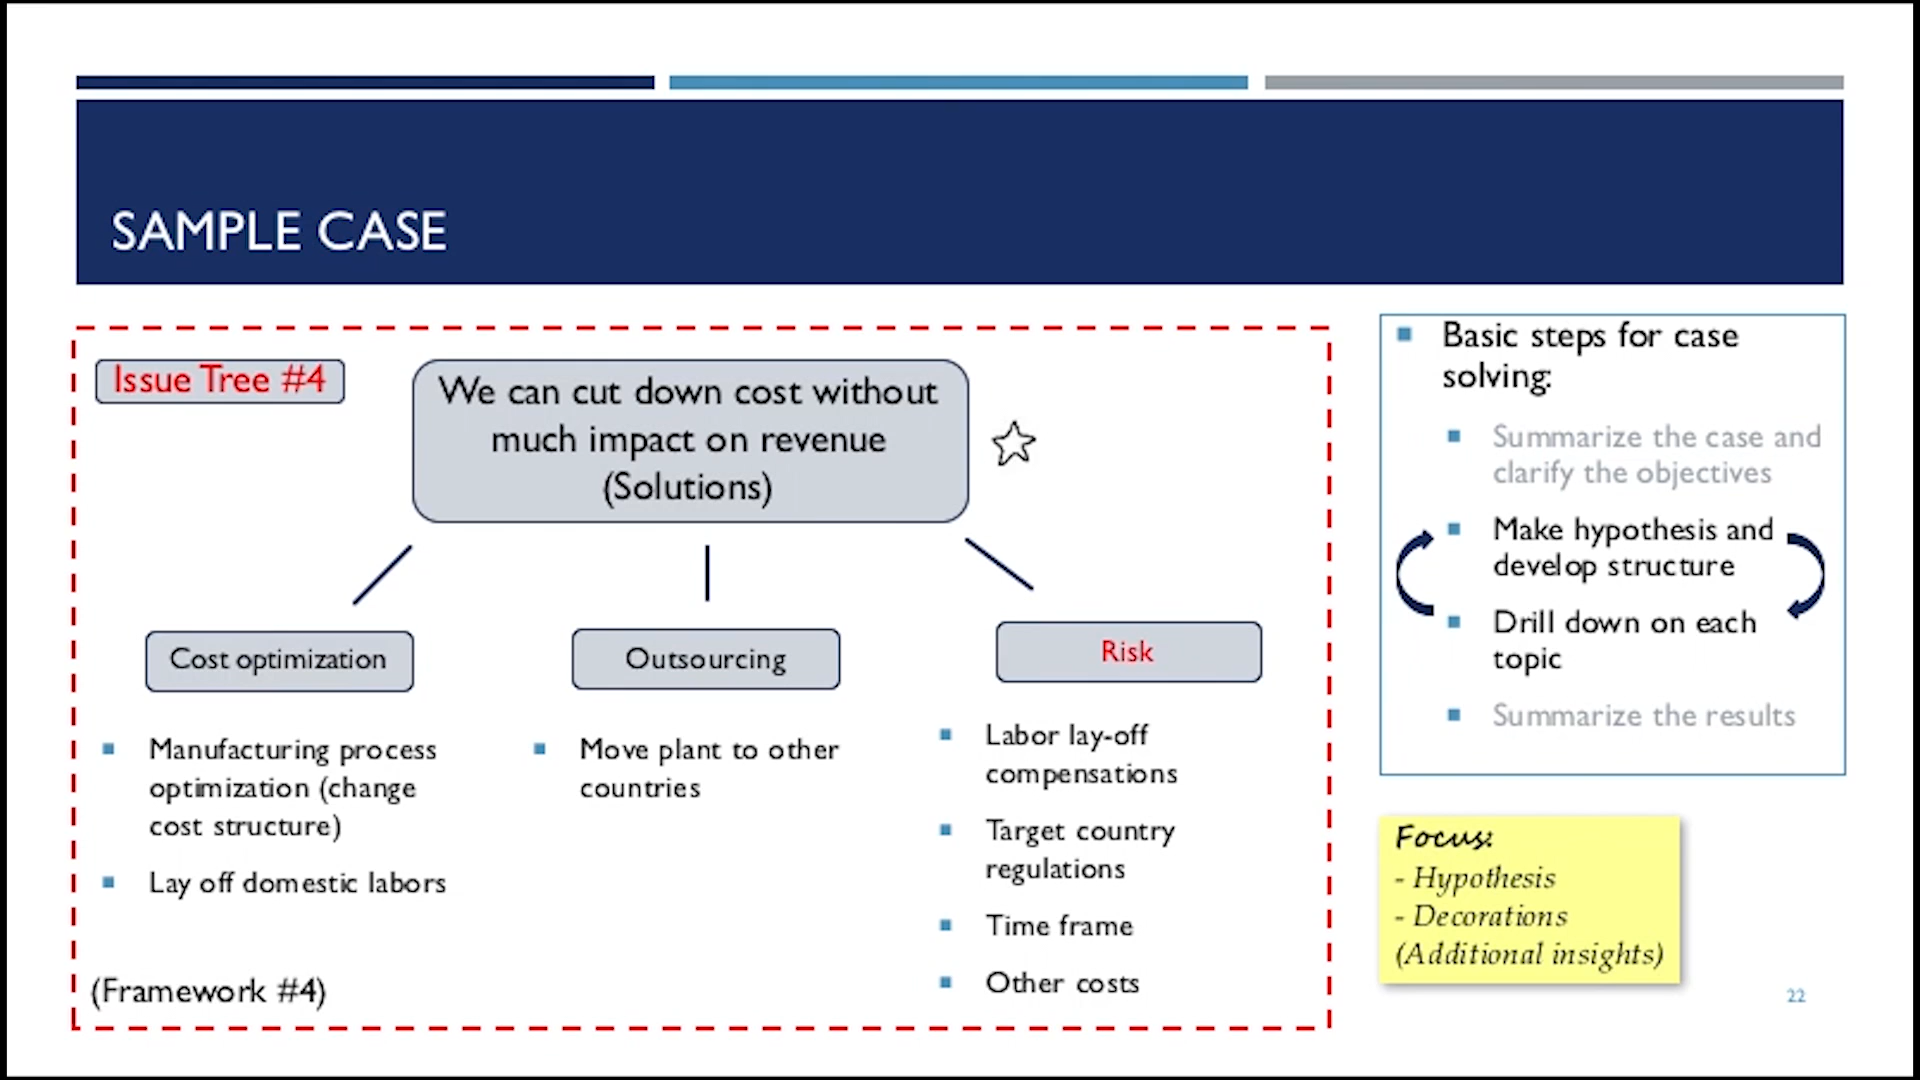 SAMPLE CASE
Issue Tree #4
We can cut down cost without
much impact on revenue
(Solutions)
Cost optimization
Manufacturing process
optimization (change
cost structure)
Lay off domestic labors
Outsourcing
Move plant to other
countries
Risk
Labor lay-off
compensations
Target country
regulations
Time frame
Other costs
(Framework #4)
Basic steps for case
solving:
Summarize the case and
clarify the objectives
Make hypothesis and
develop structure
Drill down on each
topic
Summarize the results
Focus:
- Hypothesis
- Decorations
(Additional insights)
22